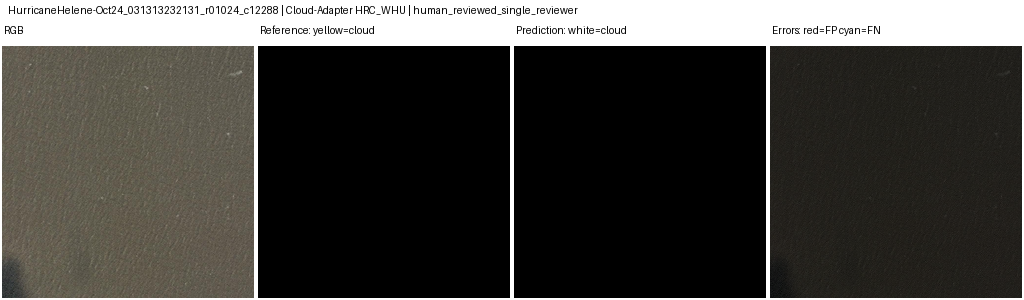 HurricaneHelene-Oct24_031313232131_r01024_c12288 | Cloud-Adapter HRC_WHU | human_reviewed_single_reviewer
RGB
Reference: yellow=cloud
Prediction: white=cloud
Errors: red=FP cyan=FN